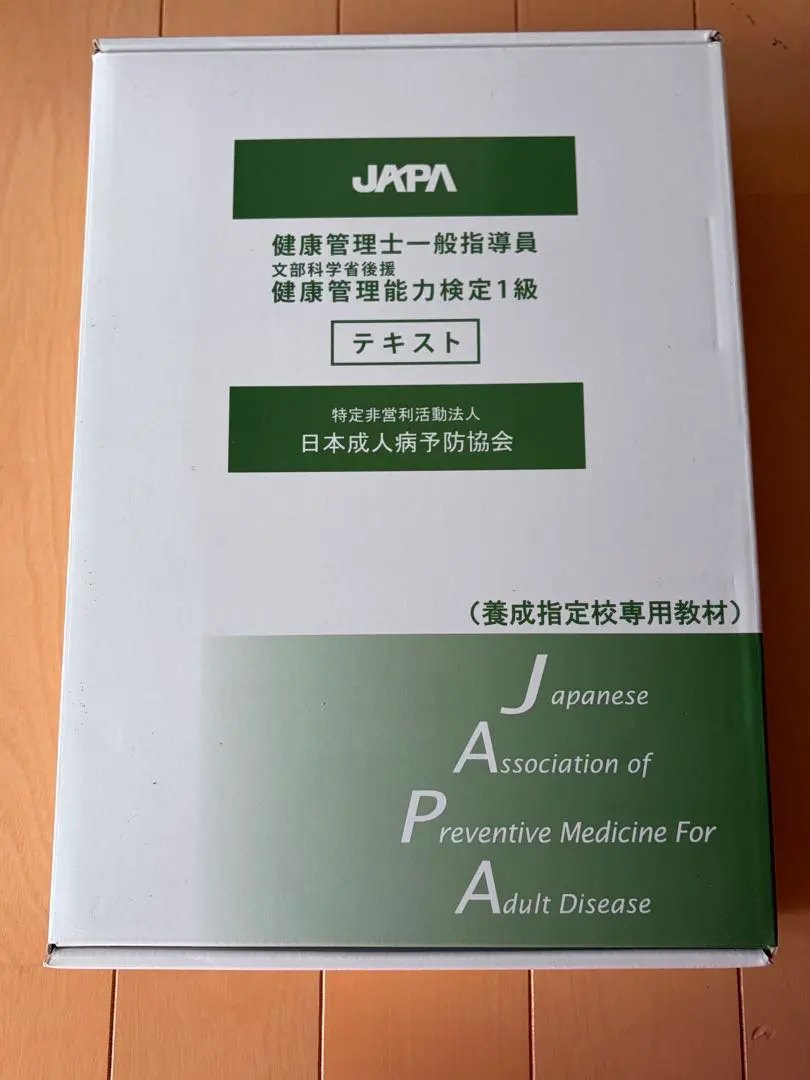 JAPA
健康管理士一般指導員
文部科学省後援
健康管理能力検定1級
テキスト
特定非営利活動法人
日本成人病予防協会
（養成指定校専用教材）
Japanese
Association of
Preventive Medicine For
Adult Disease